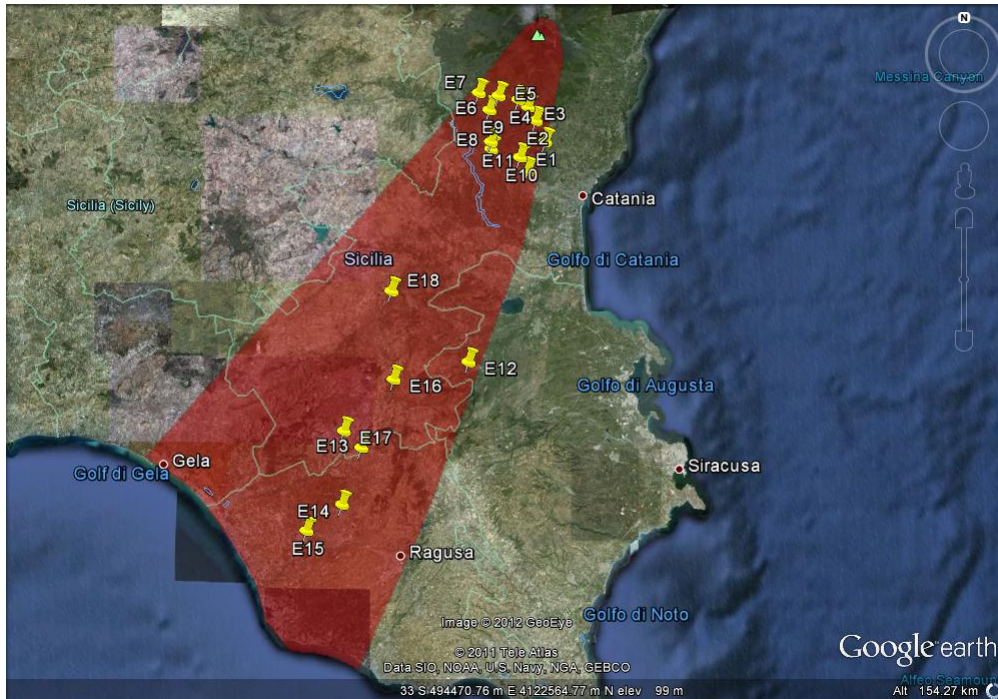 N
Messina Canyon
E7
E5
E6
E4
E3
E9
E2
E8
E11
E1
E10
Catania
Sicilia (Sicily)
Sicilia
Golfo di Catania
E18
E12
E16
Golfo di Augusta
E13
E17
Gela
Golf di Gela
Siracusa
E14
E15
Ragusa
Golfo di Noto
Image © 2012 GeoEye
© 2011 Tele Atlas
Data SIO, NOAA, U.S. Navy, NGA, GEBCO
Google earth
Alfeo Seamount
33 S 494470.76 m E 4122564.77 m N elev 99 m
Alt 154.27 km